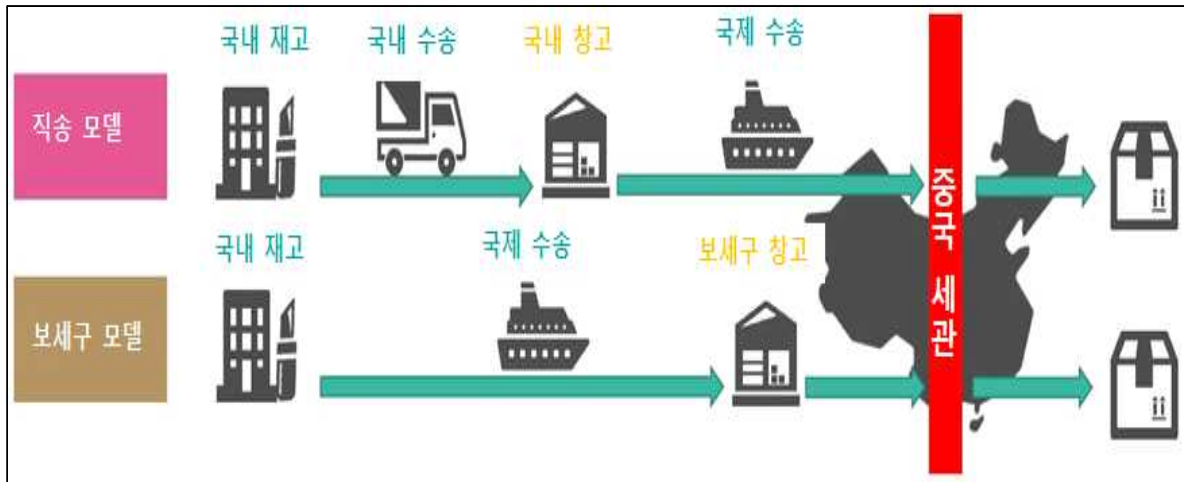 국내 재고
국내 수송
국내 창고
국제 수송
직송 모델
국내 재고
국제 수송
보세구 창고
보세구 모델
중국 세관